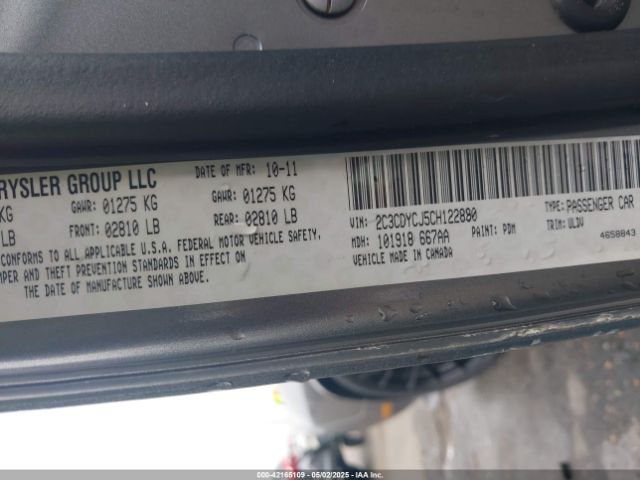 RYSLER GROUP LLC
DATE OF MFR: 10-11
KG GAWR: 01275 KG GAWR: 01275 KG
LB FRONT: 02810 LB REAR: 02810 LB
CONFORMS TO ALL APPLICABLE U.S.A. FEDERAL MOTOR VEHICLE SAFETY,
MPER AND THEFT PREVENTION STANDARDS IN EFFECT ON
THE DATE OF MANUFACTURE SHOWN ABOVE.
VIN: 2C3CDYCJ5CH122880
TYPE: PASSENGER CAR
MDH: 101918 667AA PAINT: PDM TRIM: ULDV
VEHICLE MADE IN CANADA
4658843
000-42165109 - 05/02/2025 - IAA Inc.